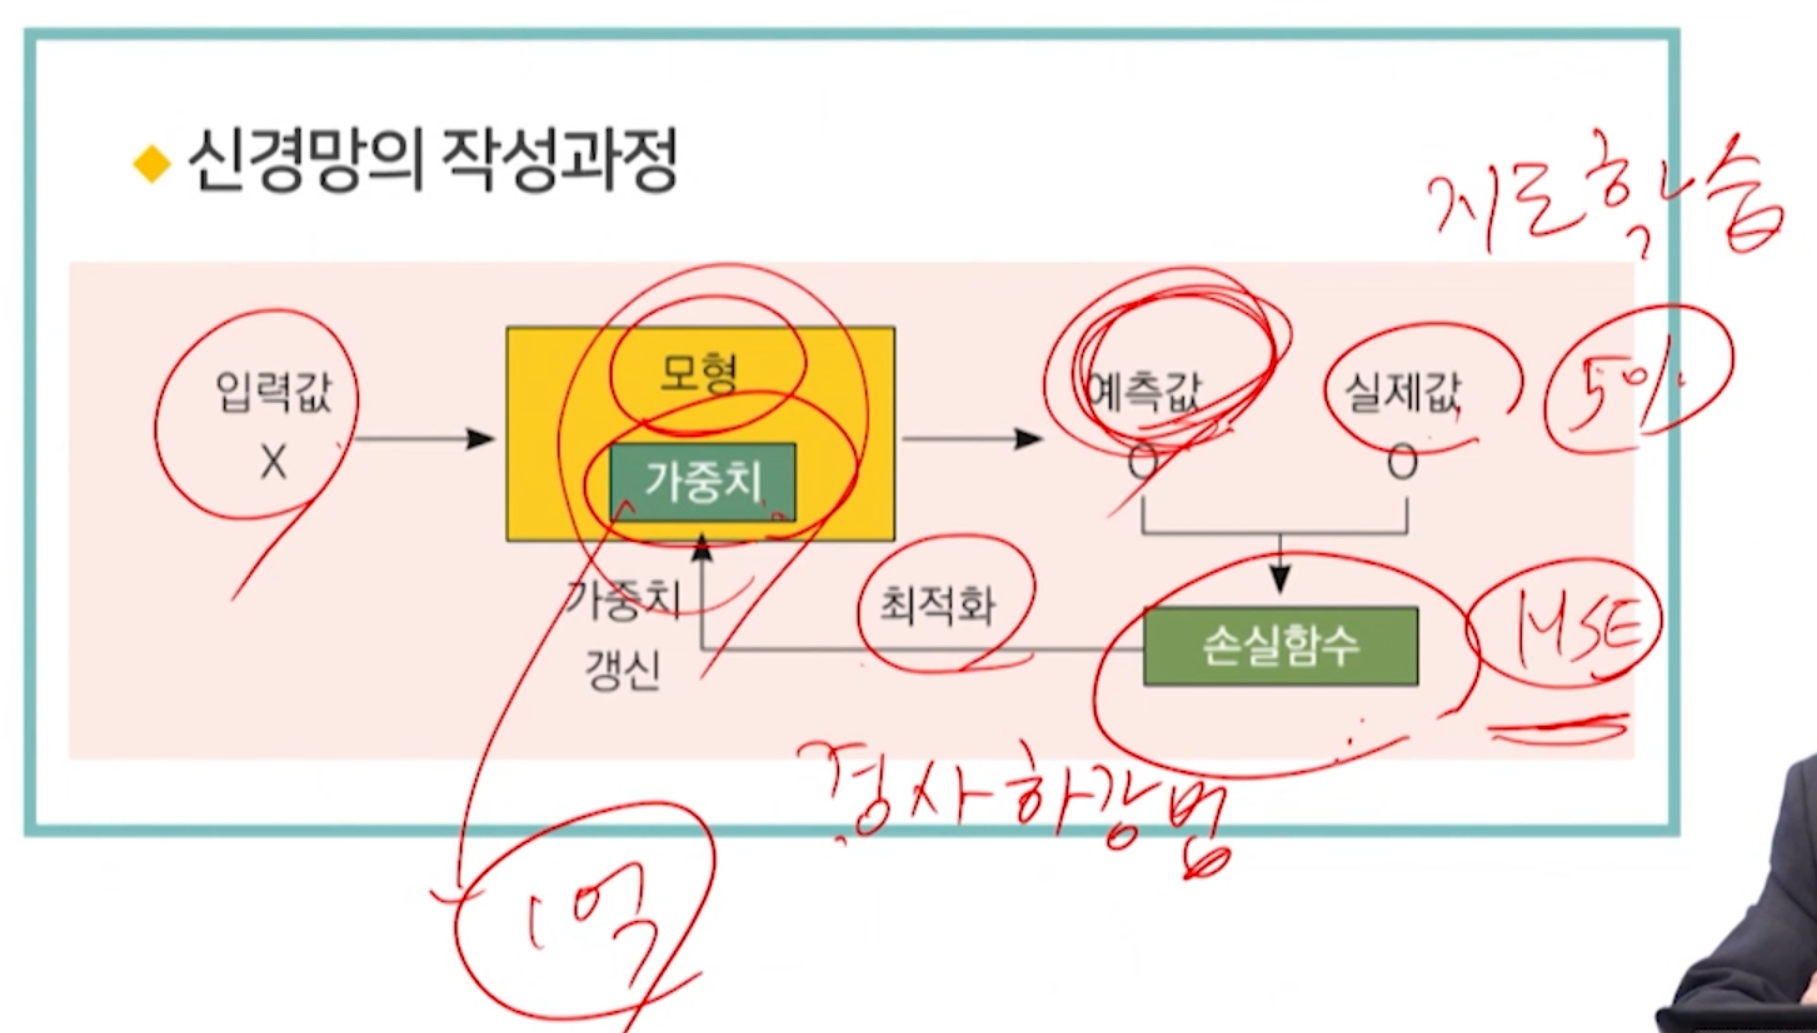 신경망의 작성과정
지도학습
입력값
X
모형
가중치
예측값
O
실제값
O
5%
가중치
갱신
최적화
손실함수
MSE
경사하강법
1억